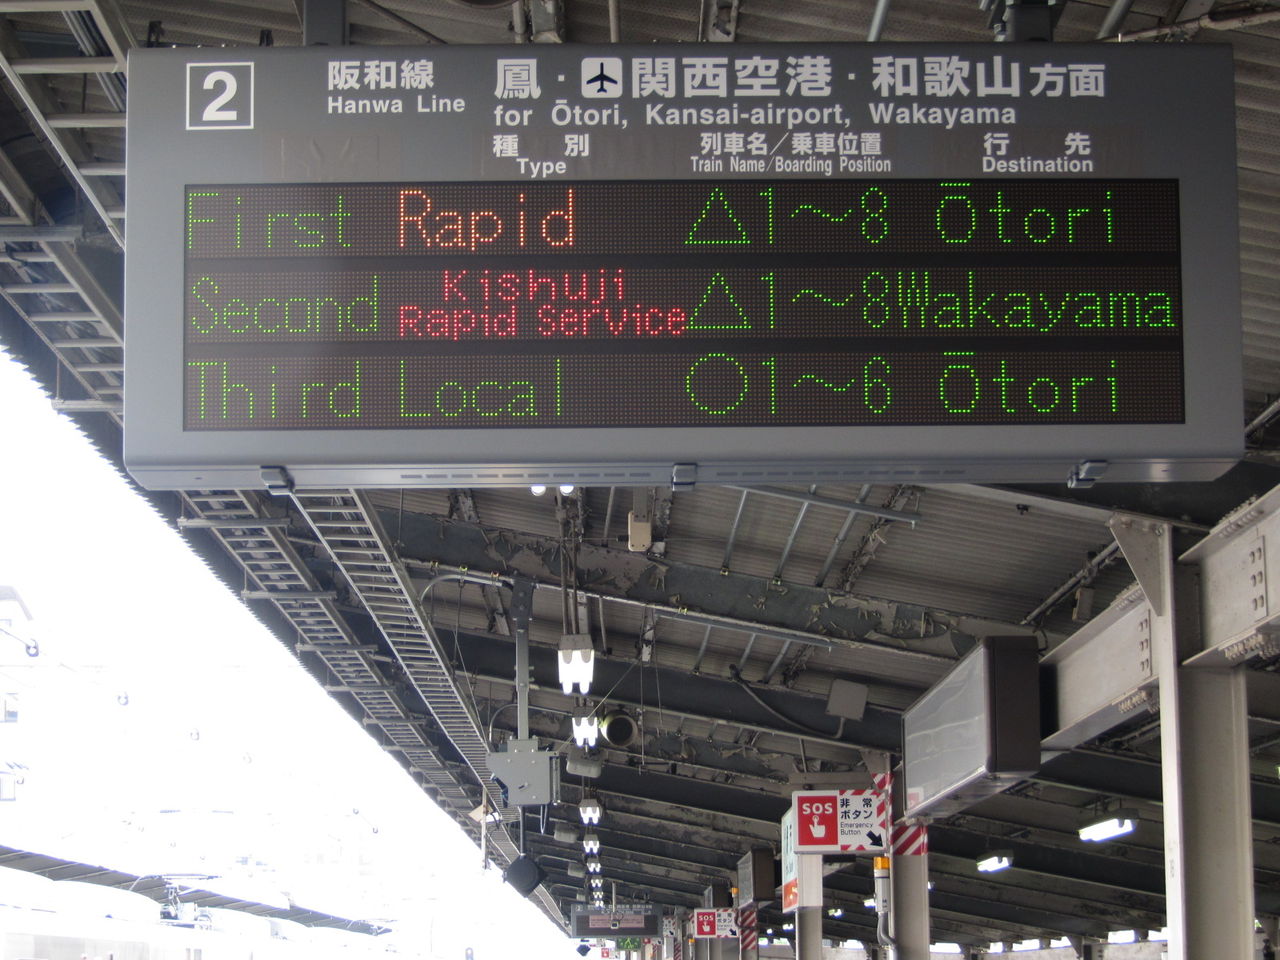 2 阪和線 鳳・関西空港・和歌山方面
Hanwa Line for Ōtori, Kansai-airport, Wakayama
種別 列車名/乗車位置 行先
Type Train Name/Boarding Position Destination
First Rapid △1~8 Ōtori
Second Kishuji Rapid Service △1~8 Wakayama
Third Local ○1~6 Ōtori
SOS 非常ボタン
Emergency Button
SOS